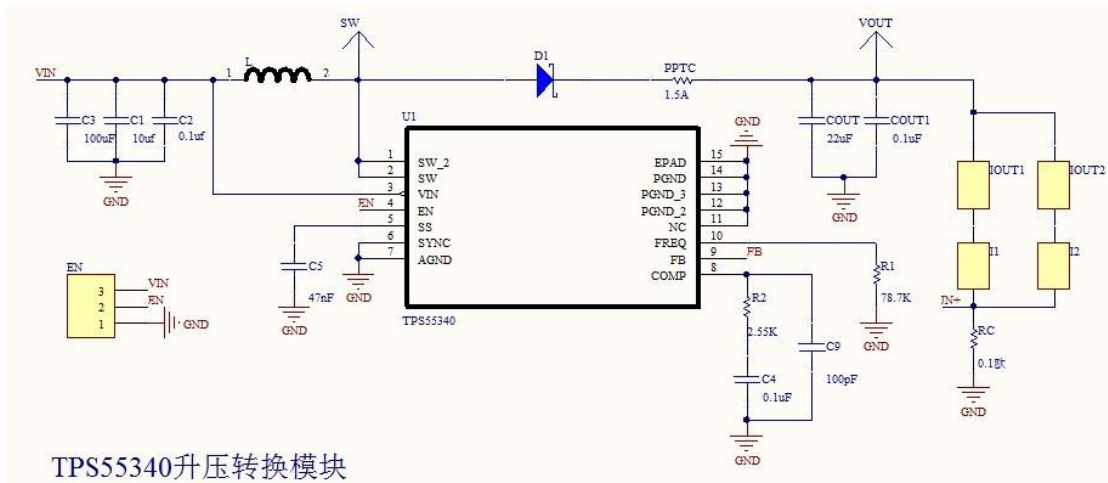 SW
VOUT
L
D1
PPTC
VIN
1
2
1.5A
C3
C1
C2
100uF
10uf
0.1uf
GND
U1
GND
COUT
COUT1
22uF
0.1uF
GND
1 SW_2
2 SW
3 VIN
EN 4 EN
5 SS
6 SYNC
7 AGND
EPAD 15
PGND 14
PGND_3 13
PGND_2 12
NC 11
FREQ 10
FB 9 FB
COMP 8
IOUT1
IOUT2
I1
I2
C5
47nF
GND
GND
TPS55340
EN
3 VIN
2 EN
1 GND
R1
78.7K
GND
R2
2.55K
C9
100pF
C4
0.1uF
GND
IN+
RC
0.1欧
GND
TPS55340升压转换模块